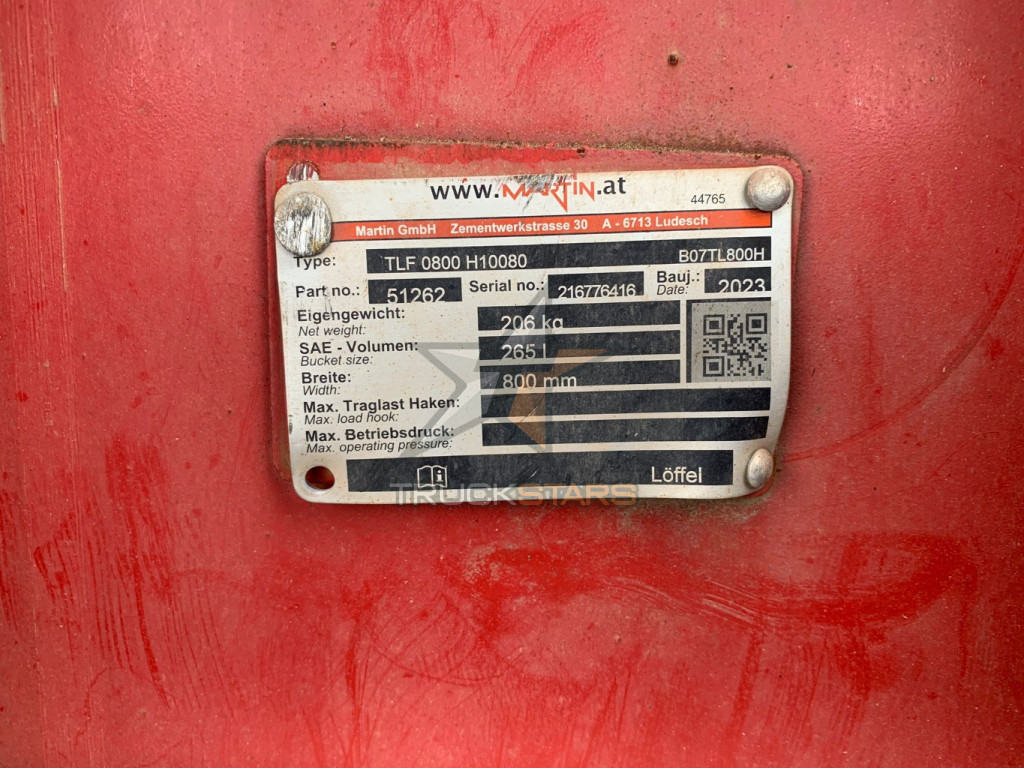 www.MARTIN.at
44765
Martin GmbH Zementwerkstrasse 30 A - 6713 Ludesch
Type: TLF 0800 H10080 B07TL800H
Part no.: 51262 Serial no.: 216776416 Bauj.: 2023
Date:
Eigengewicht: 206 kg
Net weight:
SAE - Volumen: 265 l
Bucket size:
Breite: 800 mm
Width:
Max. Traglast Haken:
Max. load hook:
Max. Betriebsdruck:
Max. operating pressure:
Löffel
TRUCKSTARS